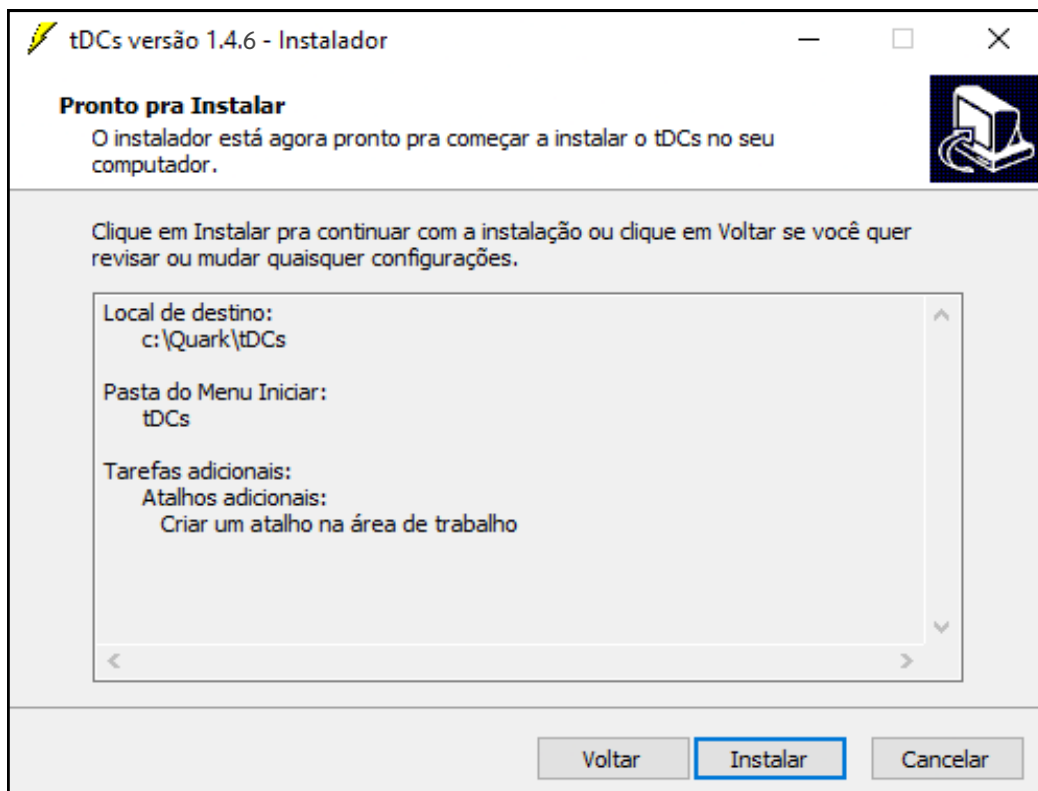 tDCs versão 1.4.6 - Instalador
Pronto pra Instalar
O instalador está agora pronto pra começar a instalar o tDCs no seu
computador.
Clique em Instalar pra continuar com a instalação ou clique em Voltar se você quer
revisar ou mudar quaisquer configurações.
Local de destino:
c:\Quark\tDCs
Pasta do Menu Iniciar:
tDCs
Tarefas adicionais:
Atalhos adicionais:
Criar um atalho na área de trabalho
Voltar
Instalar
Cancelar